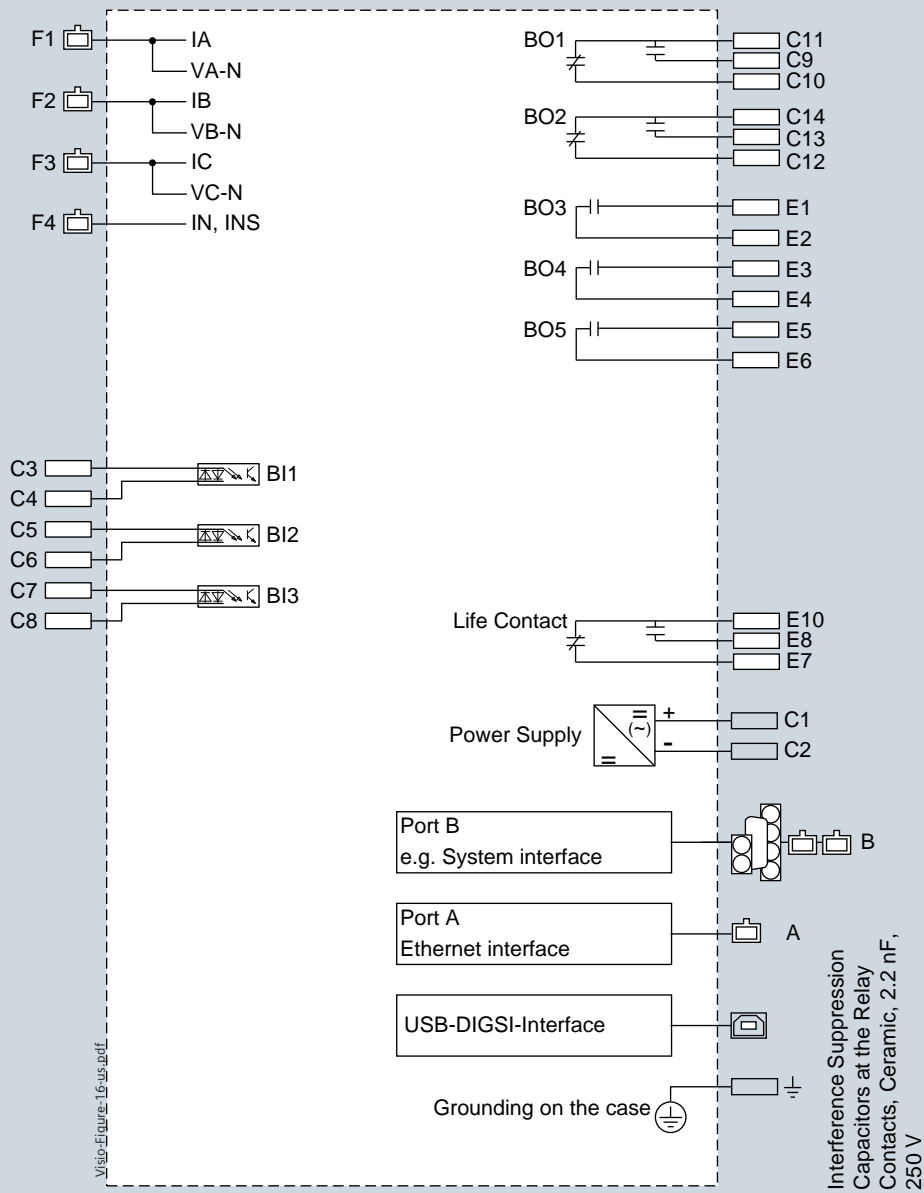 F1
IA
VA-N
F2
IB
VB-N
F3
IC
VC-N
F4
IN, INS
C3
C4
BI1
C5
C6
BI2
C7
C8
BI3
BO1
C11
C9
C10
BO2
C14
C13
C12
BO3
E1
E2
BO4
E3
E4
BO5
E5
E6
Life Contact
E10
E8
E7
Power Supply
=
(~)
=
+
-
C1
C2
Port B
e.g. System interface
B
Port A
Ethernet interface
A
USB-DIGSI-Interface
Grounding on the case
Interference Suppression
Capacitors at the Relay
Contacts, Ceramic, 2.2 nF,
250 V
Visio-Figure-16-us.pdf